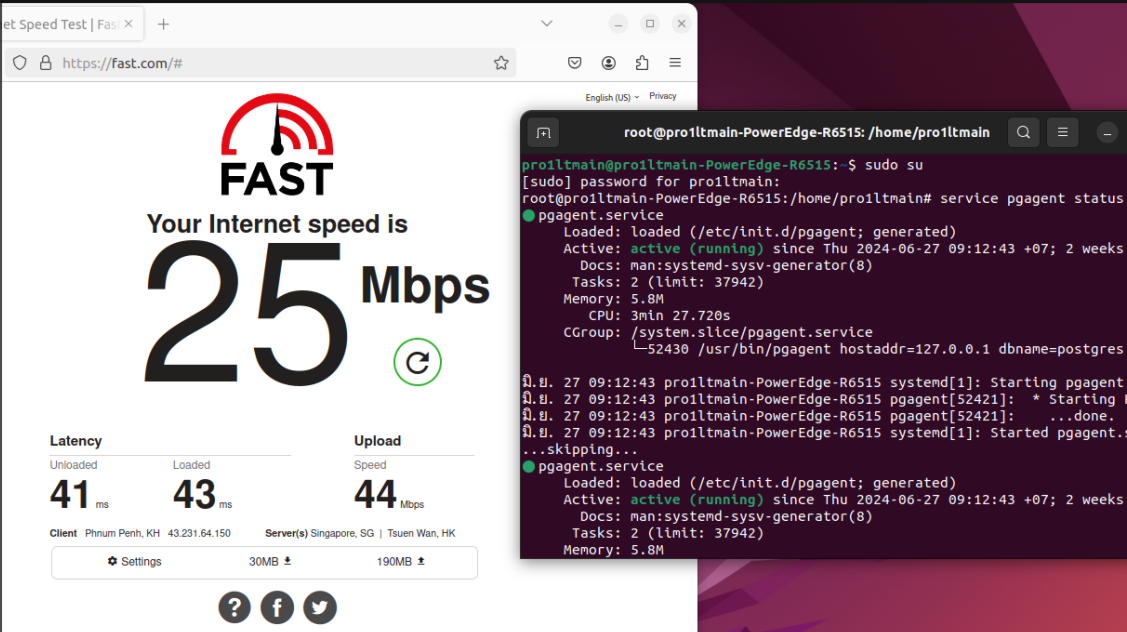 et Speed Test | Fas
https://fast.com/#
English (US)
Privacy
FAST
Your Internet speed is
25 Mbps
Latency
Upload
Unloaded
Loaded
Speed
41 ms
43 ms
44 Mbps
Client Phnum Penh, KH 43.231.64.150 Server(s) Singapore, SG | Tsuen Wan, HK
Settings
30MB
190MB
?
root@pro1ltmain-PowerEdge-R6515: /home/pro1ltmain
pro1ltmain@pro1ltmain-PowerEdge-R6515:~$ sudo su
[sudo] password for pro1ltmain:
root@pro1ltmain-PowerEdge-R6515:/home/pro1ltmain# service pgagent status
pgagent.service
Loaded: loaded (/etc/init.d/pgagent; generated)
Active: active (running) since Thu 2024-06-27 09:12:43 +07; 2 weeks
Docs: man:systemd-sysv-generator(8)
Tasks: 2 (limit: 37942)
Memory: 5.8M
CPU: 3min 27.720s
CGroup: /system.slice/pgagent.service
└─52430 /usr/bin/pgagent hostaddr=127.0.0.1 dbname=postgres
มิ.ย. 27 09:12:43 pro1ltmain-PowerEdge-R6515 systemd[1]: Starting pgagent
มิ.ย. 27 09:12:43 pro1ltmain-PowerEdge-R6515 pgagent[52421]: * Starting
มิ.ย. 27 09:12:43 pro1ltmain-PowerEdge-R6515 pgagent[52421]: ...done.
มิ.ย. 27 09:12:43 pro1ltmain-PowerEdge-R6515 systemd[1]: Started pgagent.s
...skipping...
pgagent.service
Loaded: loaded (/etc/init.d/pgagent; generated)
Active: active (running) since Thu 2024-06-27 09:12:43 +07; 2 weeks
Docs: man:systemd-sysv-generator(8)
Tasks: 2 (limit: 37942)
Memory: 5.8M